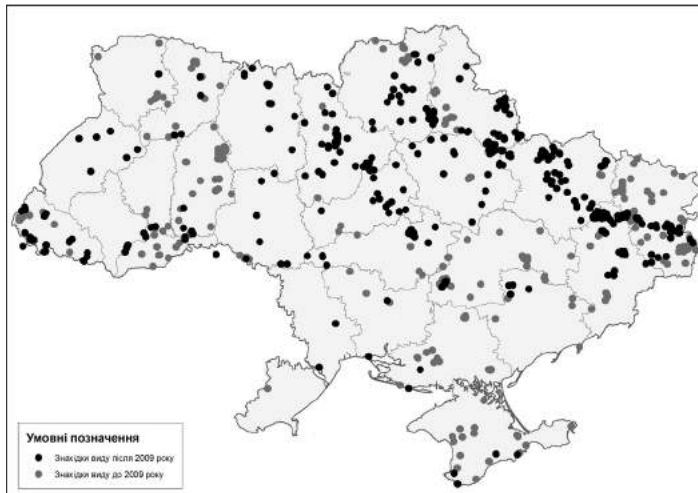 Умовні позначення
Знахідки виду після 2009 року
Знахідки виду до 2009 року